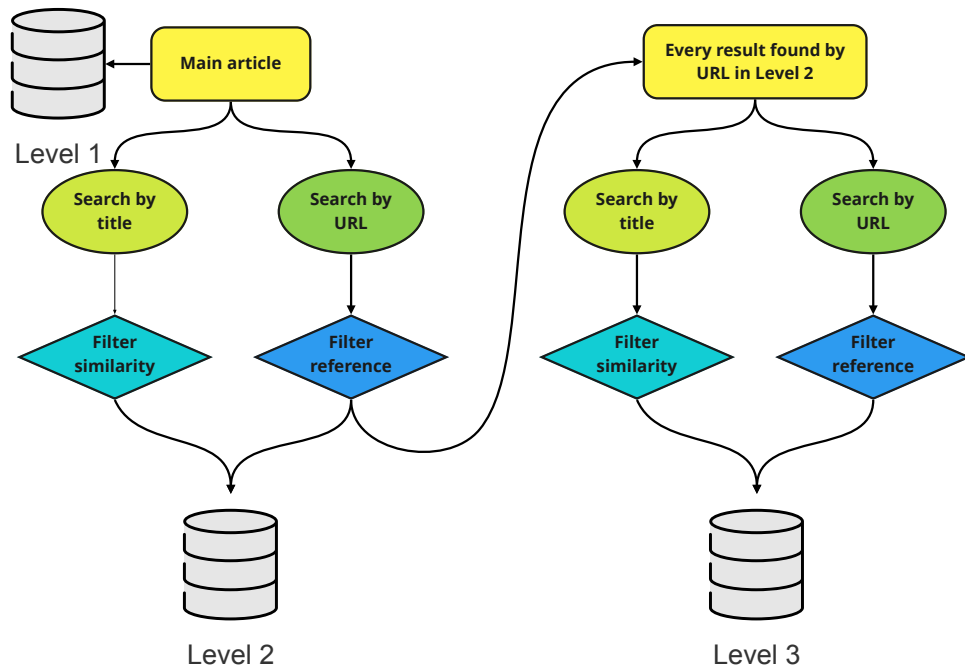 Main article
Level 1
Search by
title
Search by
URL
Filter
similarity
Filter
reference
Level 2
Every result found by
URL in Level 2
Search by
title
Search by
URL
Filter
similarity
Filter
reference
Level 3